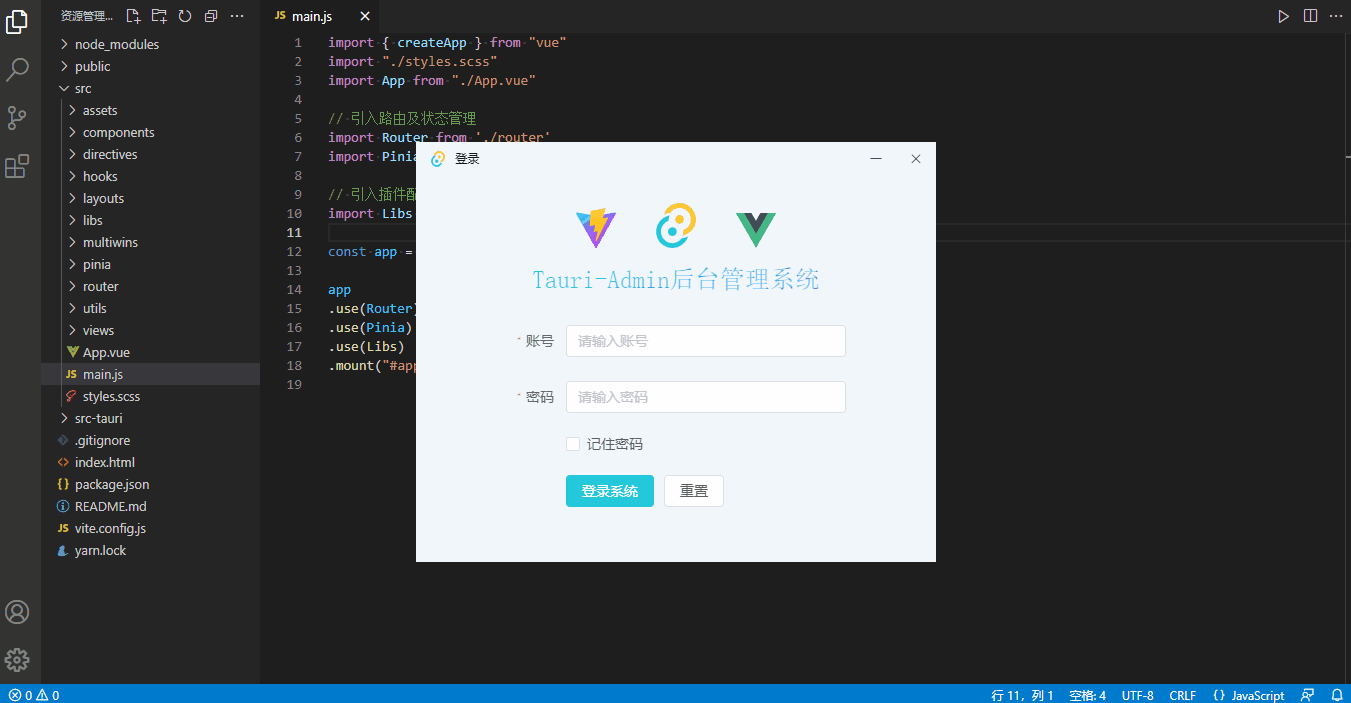 资源管理...
node_modules
public
src
assets
components
directives
hooks
layouts
libs
multiwins
pinia
router
utils
views
App.vue
JS main.js
styles.scss
src-tauri
.gitignore
index.html
package.json
README.md
JS vite.config.js
yarn.lock
JS main.js
1 import { createApp } from "vue"
2 import "./styles.scss"
3 import App from "./App.vue"
4
5 // 引入路由及状态管理
6 import Router from './router'
7 import Pinia
8
9 // 引入插件配
10 import Libs
11
12 const app =
13
14 app
15 .use(Router)
16 .use(Pinia)
17 .use(Libs)
18 .mount("#app
19
登录
Tauri-Admin后台管理系统
* 账号 请输入账号
* 密码 请输入密码
记住密码
登录系统 重置
0 0 行 11，列 1 空格: 4 UTF-8 CRLF {} JavaScript